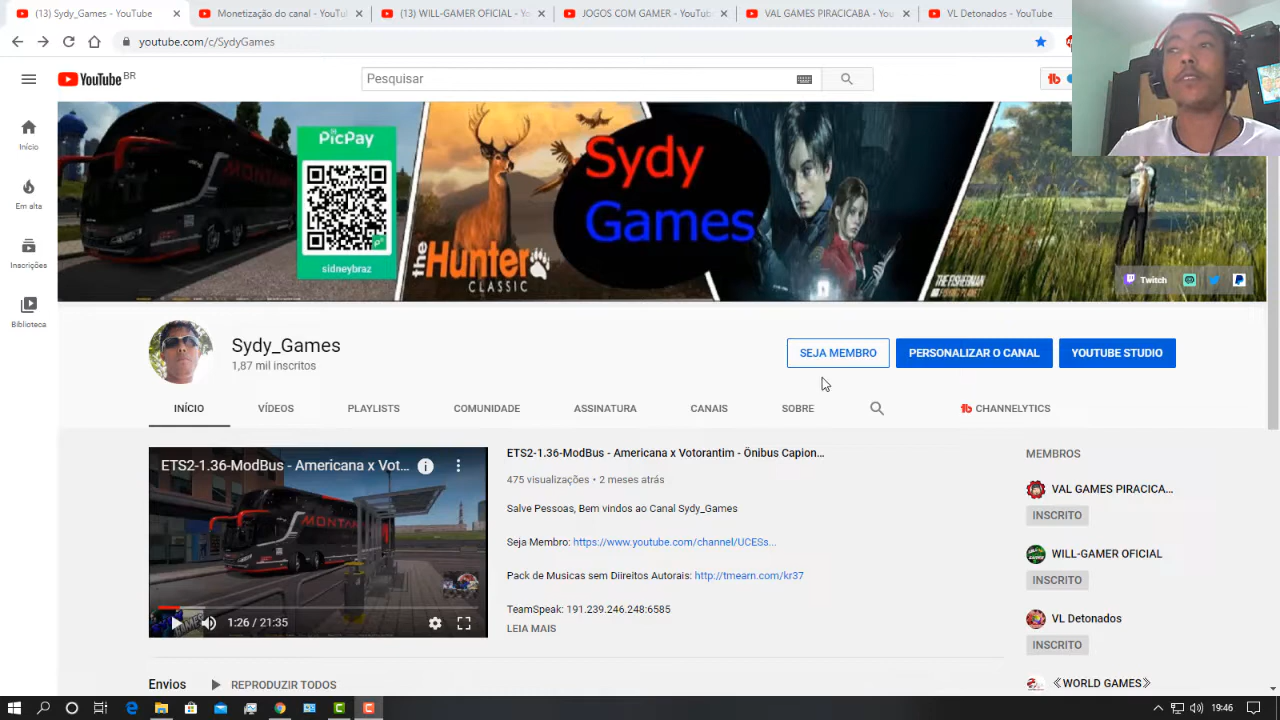 (13) Sydy_Games - YouTube
Monetização do canal - YouTub
(13) WILL-GAMER OFICIAL - Yo
JOGOS COM GAMER - YouTub
VAL GAMES PIRACICABA - You
VL Detonados - YouTube
youtube.com/c/SydyGames
YouTube BR
Pesquisar
Início
Em alta
Inscrições
Biblioteca
PicPay
sidneybraz
MONTANO
theHunter
CLASSIC
Sydy
Games
THE FISHERMAN
FISHING PLANET
Twitch
Sydy_Games
1,87 mil inscritos
SEJA MEMBRO
PERSONALIZAR O CANAL
YOUTUBE STUDIO
INÍCIO
VÍDEOS
PLAYLISTS
COMUNIDADE
ASSINATURA
CANAIS
SOBRE
CHANNELYTICS
ETS2-1.36-ModBus - Americana x Vot...
1:26 / 21:35
ETS2-1.36-ModBus - Americana x Votorantim - Ônibus Capion...
475 visualizações • 2 meses atrás
Salve Pessoas, Bem vindos ao Canal Sydy_Games
Seja Membro: https://www.youtube.com/channel/UCESs...
Pack de Musicas sem Diireitos Autorais: http://tmearn.com/kr37
TeamSpeak: 191.239.246.248:6585
LEIA MAIS
MEMBROS
VAL GAMES PIRACICA...
INSCRITO
WILL-GAMER OFICIAL
INSCRITO
VL Detonados
INSCRITO
《WORLD GAMES》
Envios
REPRODUZIR TODOS
19:46